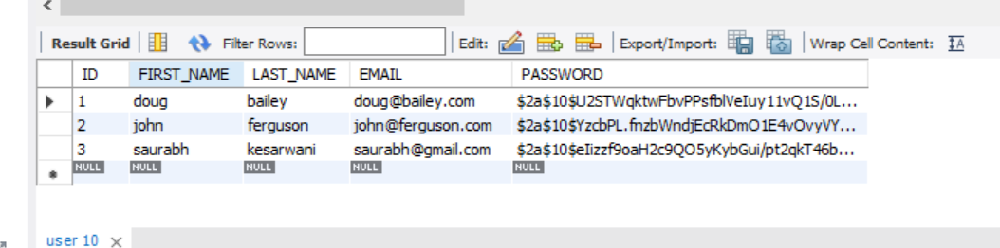 Result Grid Filter Rows: Edit: Export/Import: Wrap Cell Content: IA
ID FIRST_NAME LAST_NAME EMAIL PASSWORD
1 doug bailey doug@bailey.com $2a$10$U2STWqktwFbvPPsfblVeIuy11vQ1S/0L...
2 john ferguson john@ferguson.com $2a$10$YzcbPL.fnzbWndjEcRkDmO1E4vOvyVY...
3 saurabh kesarwani saurabh@gmail.com $2a$10$eIizzf9oaH2c9QO5yKybGui/pt2qkT46b...
NULL NULL NULL NULL NULL
user 10